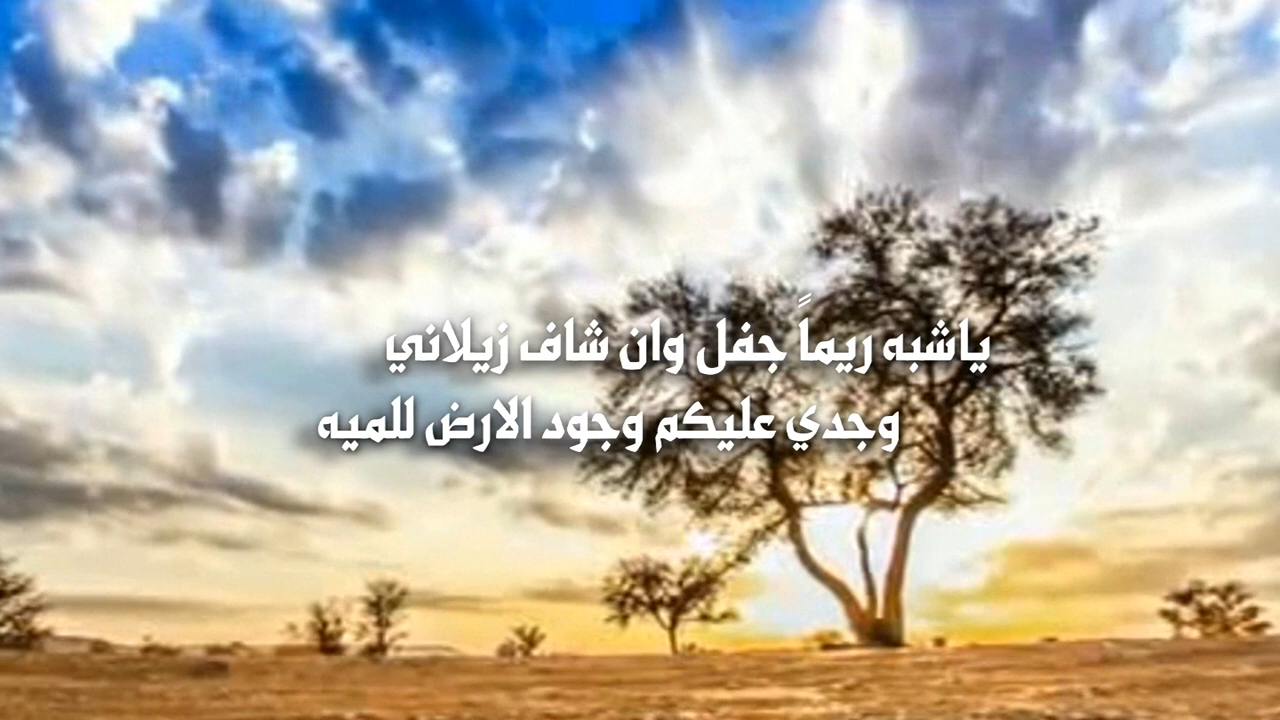 ياشبه ريماً جفل وان شاف زيلاني
وجدي عليكم وجود الارض للميه